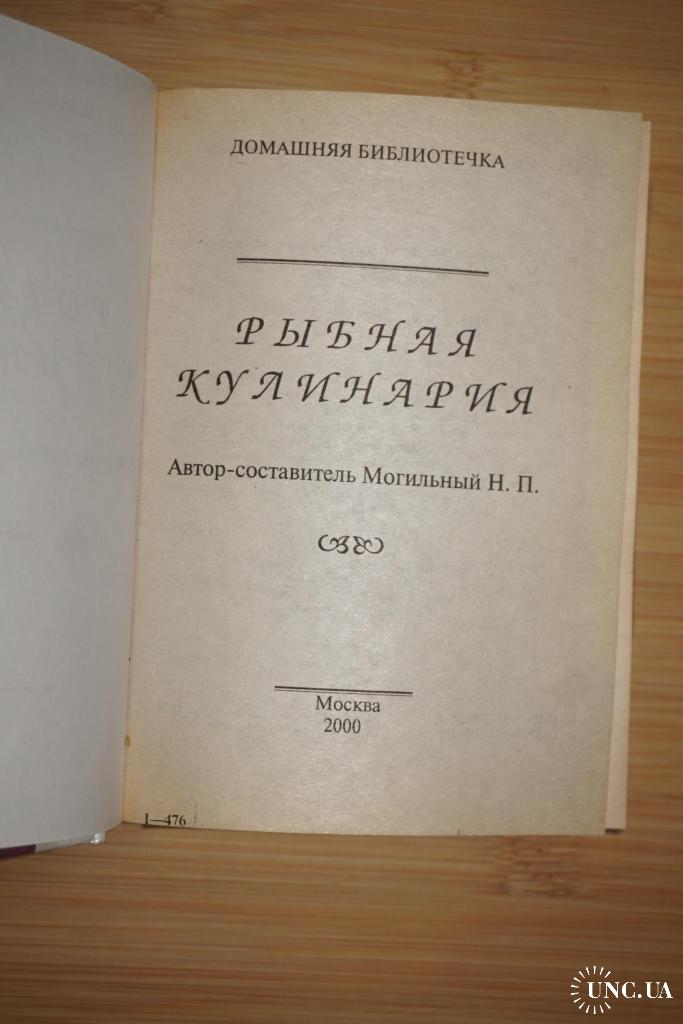 ДОМАШНЯЯ БИБЛИОТЕЧКА
РЫБНАЯ
КУЛИНАРИЯ
Автор-составитель Могильный Н. П.
Москва
2000
1—476
UNC.UA